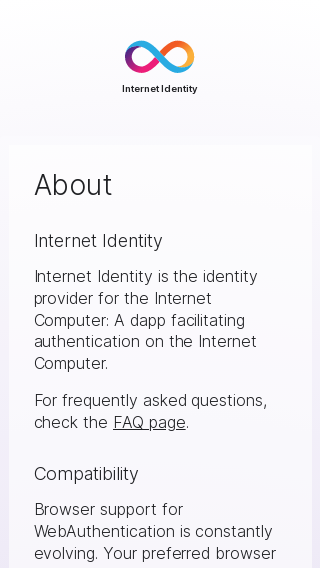 Internet Identity
About
Internet Identity
Internet Identity is the identity
provider for the Internet
Computer: A dapp facilitating
authentication on the Internet
Computer.
For frequently asked questions,
check the FAQ page.
Compatibility
Browser support for
WebAuthentication is constantly
evolving. Your preferred browser